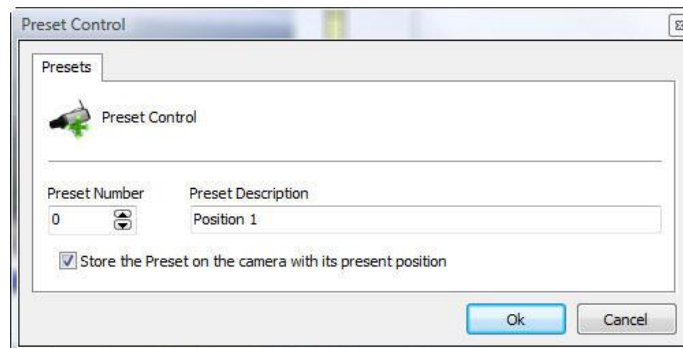 Preset Control
Presets
Preset Control
Preset Number Preset Description
0 Position 1
Store the Preset on the camera with its present position
Ok Cancel